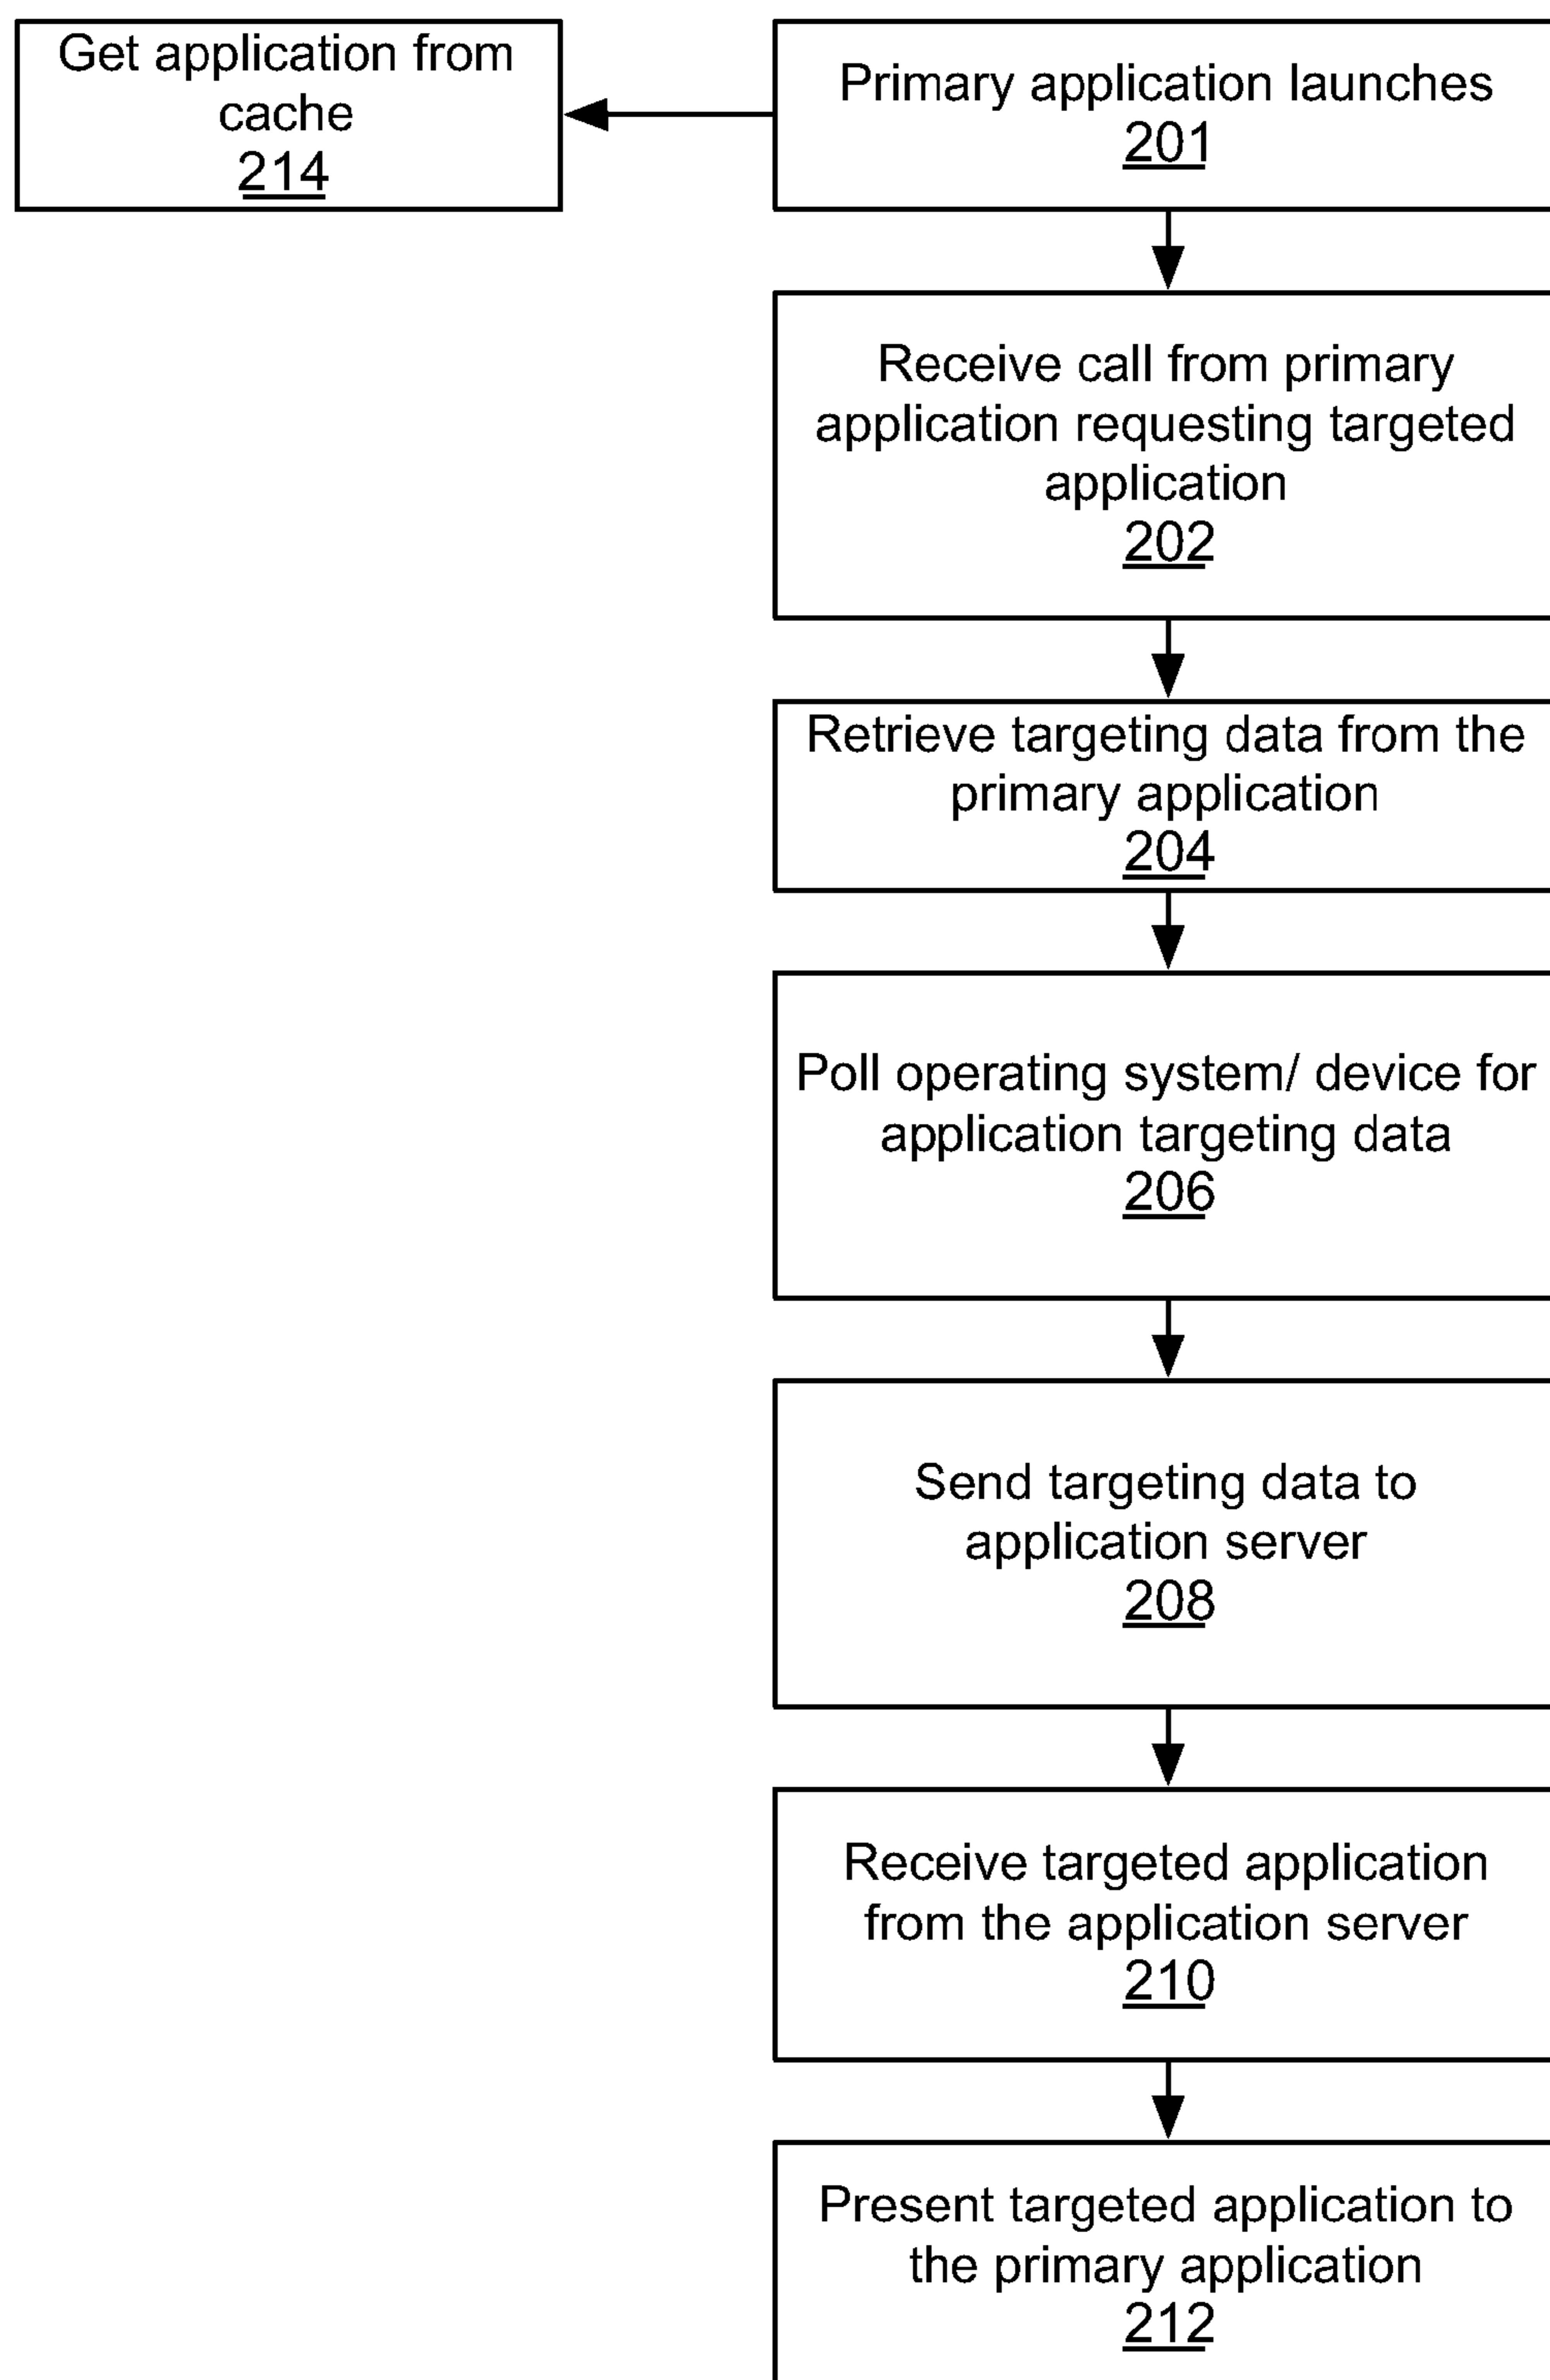 Get application from
cache
214
Primary application launches
201
Receive call from primary
application requesting targeted
application
202
Retrieve targeting data from the
primary application
204
Poll operating system/ device for
application targeting data
206
Send targeting data to
application server
208
Receive targeted application
from the application server
210
Present targeted application to
the primary application
212